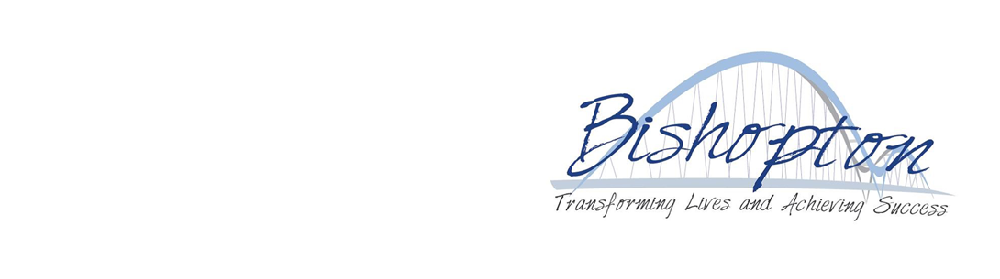 Bishopton
Transforming Lives and Achieving Success